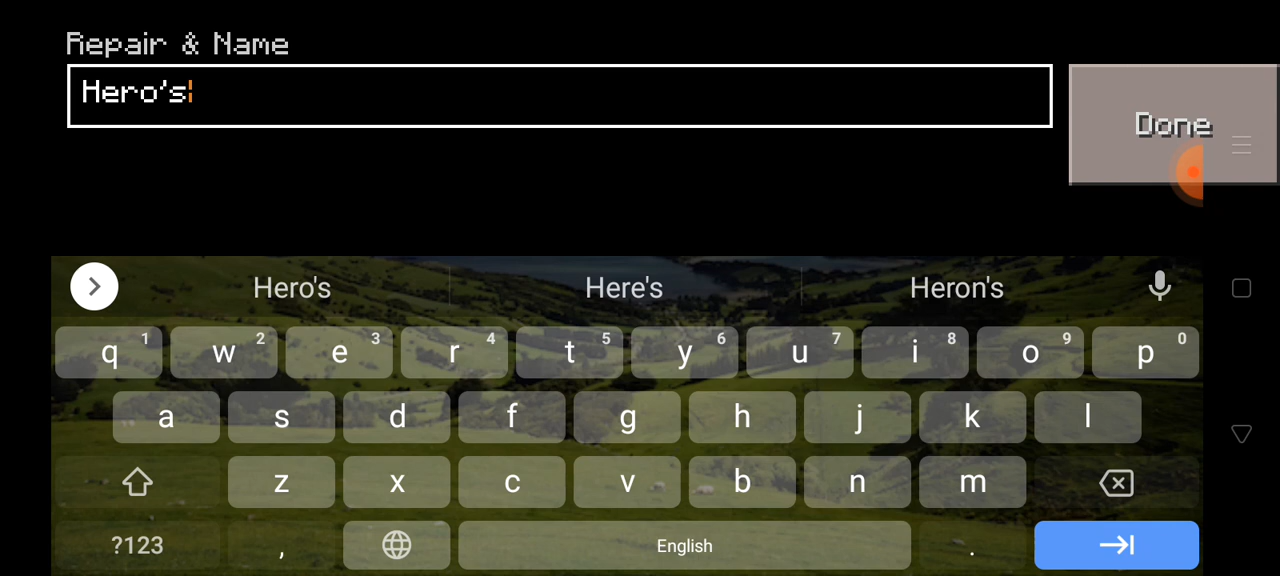 Repair & Name
Hero's
Done
Hero's Here's Heron's
q 1 w 2 e 3 r 4 t 5 y 6 u 7 i 8 o 9 p 0
a s d f g h j k l
z x c v b n m
?123 , English .